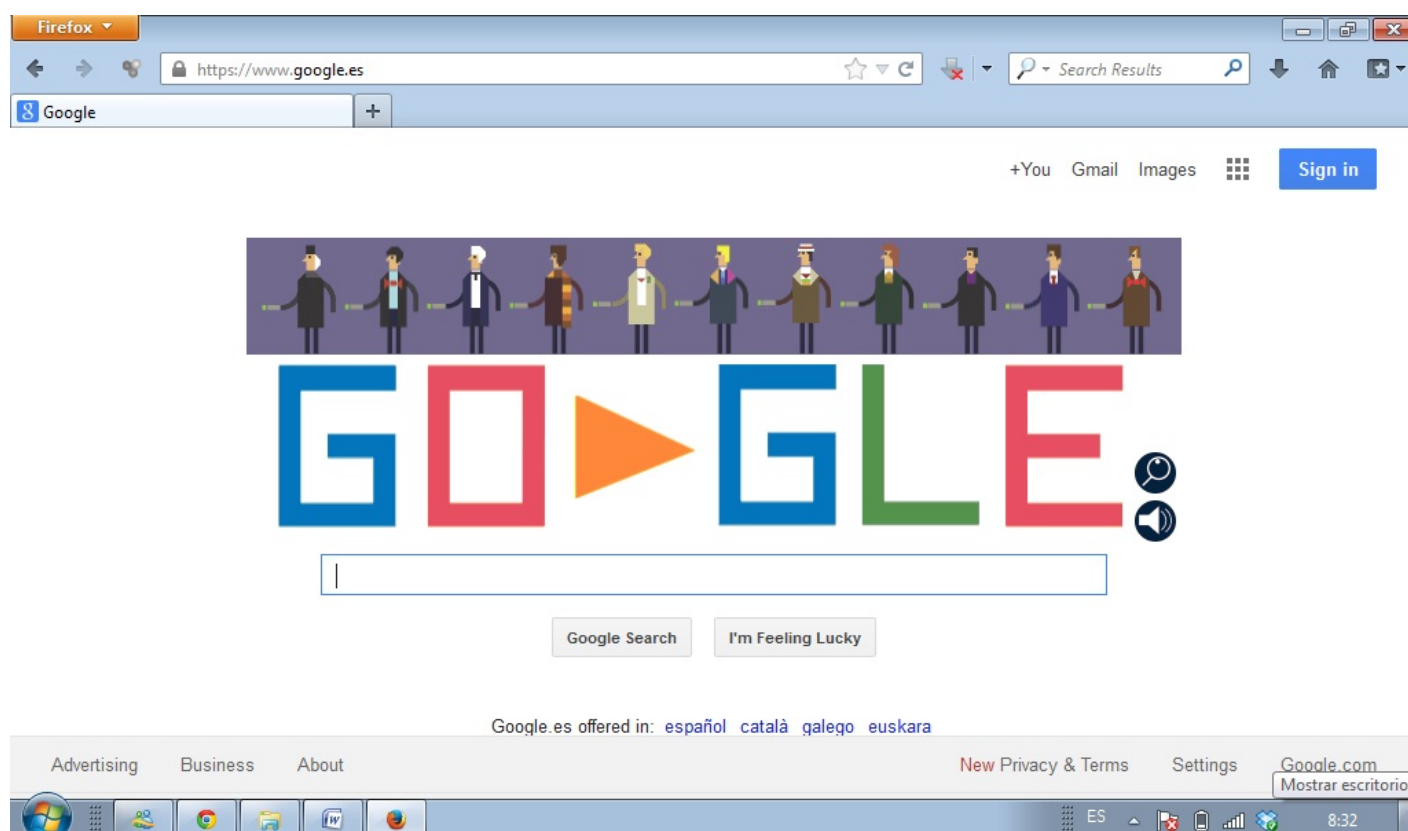 Firefox
https://www.google.es
Search Results
Google
+You Gmail Images Sign in
GO GLE
Google Search I'm Feeling Lucky
Google.es offered in: español català galego euskara
Advertising Business About New Privacy & Terms Settings Google.com
Mostrar escritorio
ES 8:32